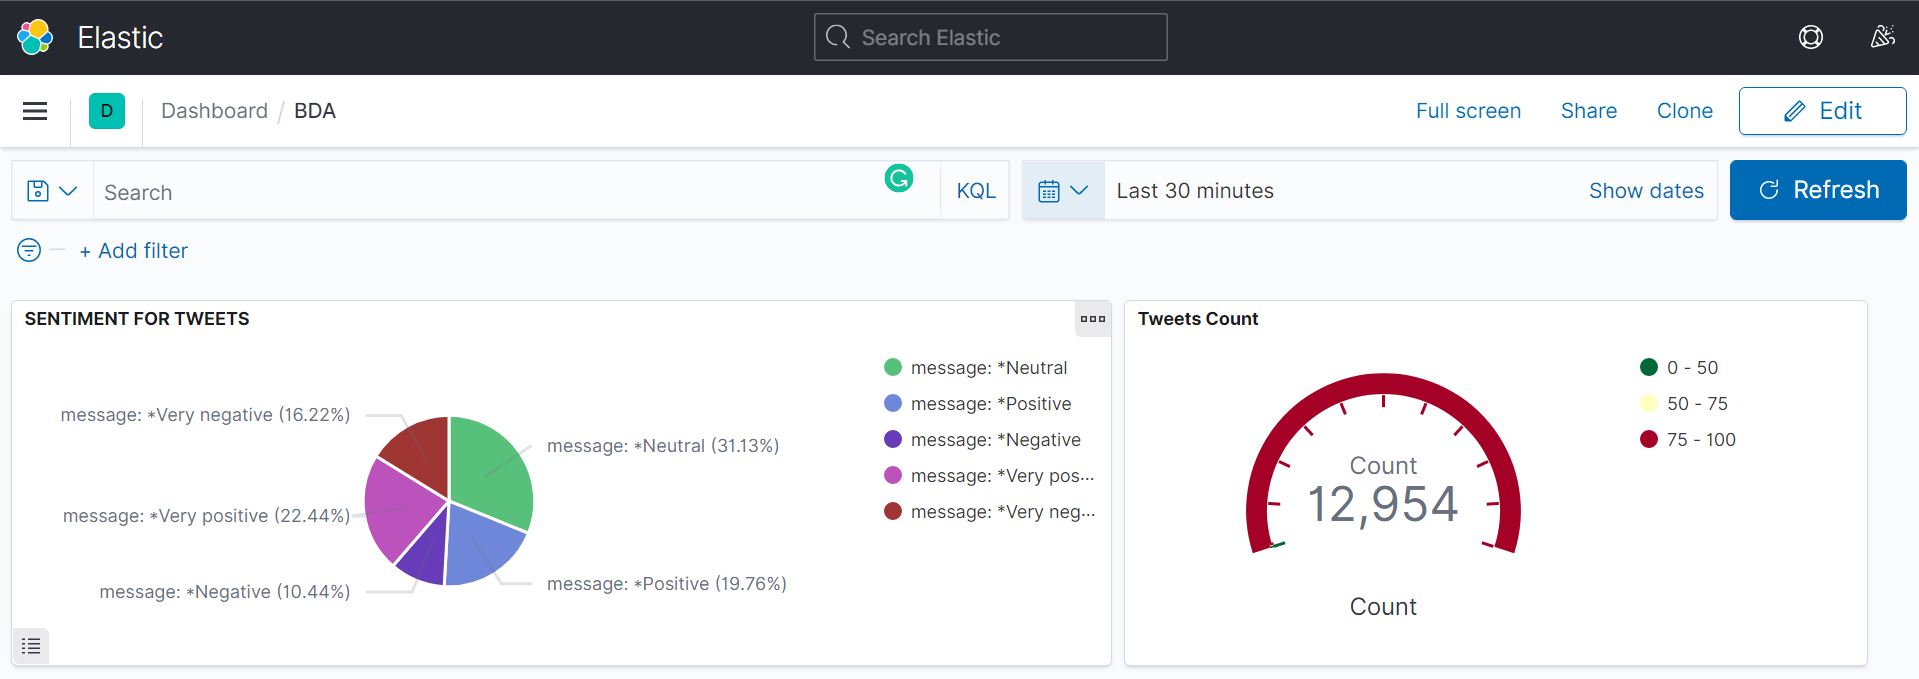 Elastic
Search Elastic
D
Dashboard / BDA
Full screen
Share
Clone
Edit
Search
KQL
Last 30 minutes
Show dates
Refresh
+ Add filter
SENTIMENT FOR TWEETS
message: *Very negative (16.22%)
message: *Neutral (31.13%)
message: *Very positive (22.44%)
message: *Negative (10.44%)
message: *Positive (19.76%)
message: *Neutral
message: *Positive
message: *Negative
message: *Very pos...
message: *Very neg...
Tweets Count
Count
12,954
Count
0 - 50
50 - 75
75 - 100